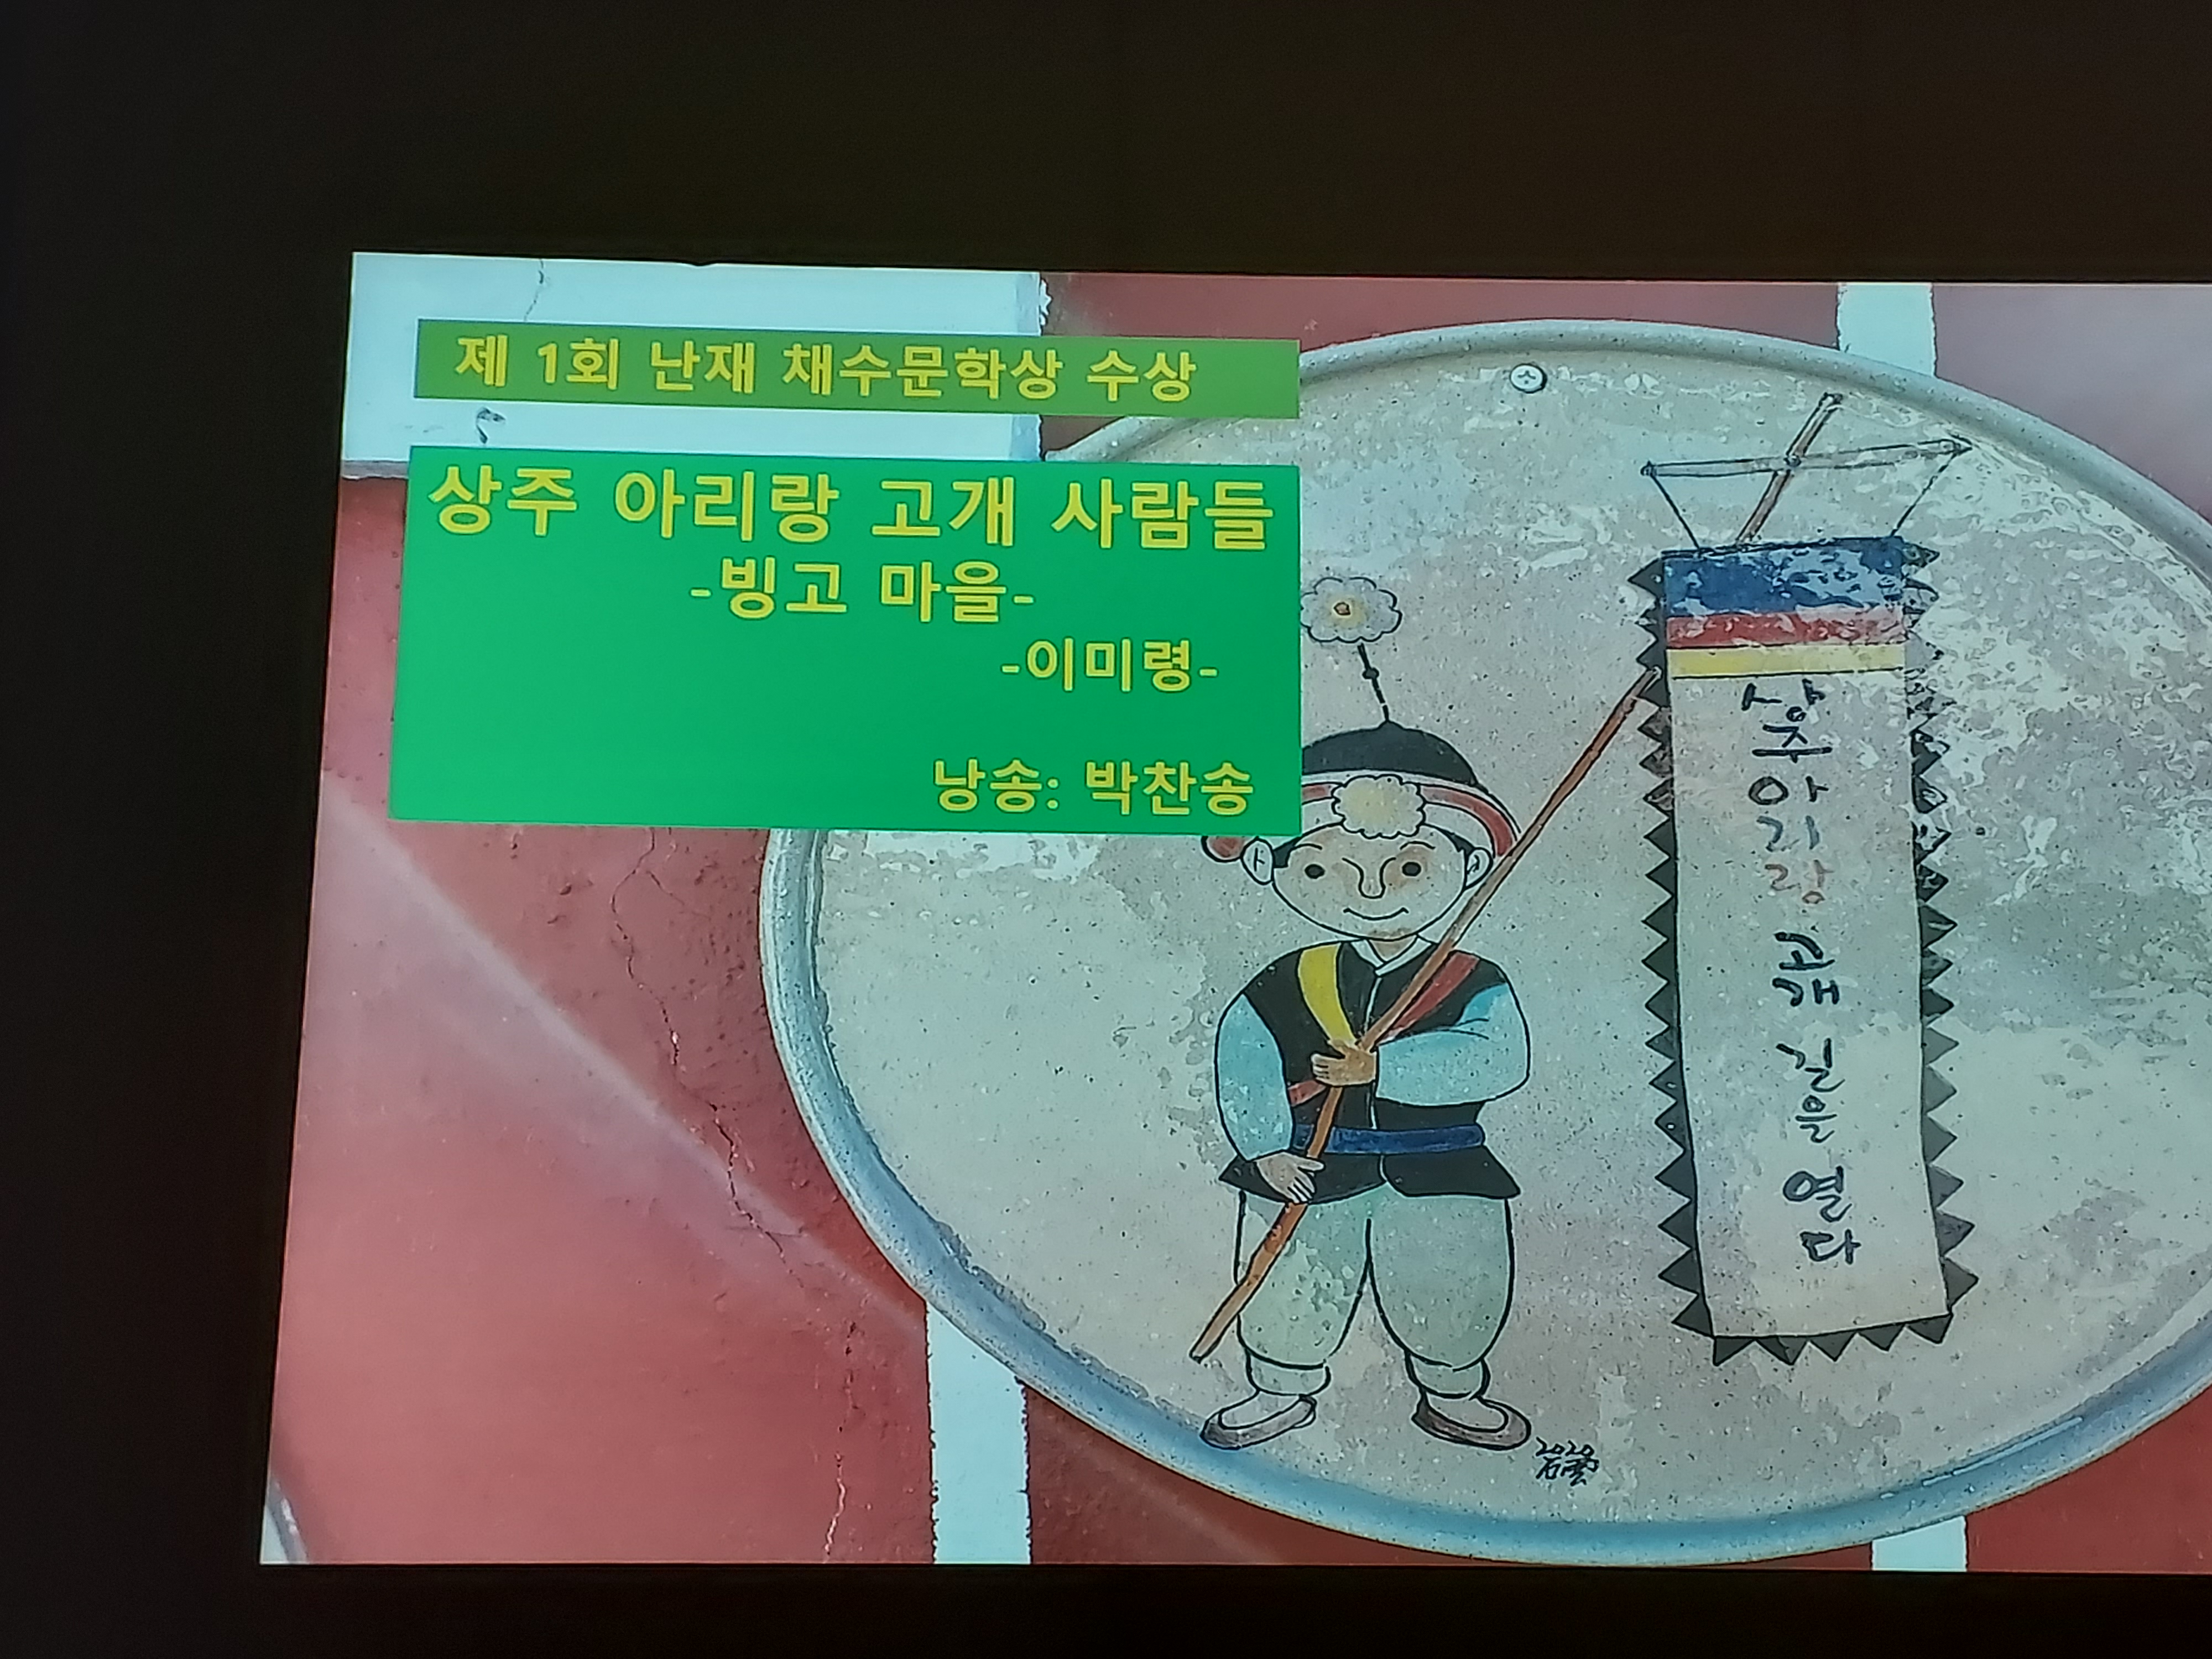 제 1회 난재 채수문학상 수상
상주 아리랑 고개 사람들
-빙고 마을-
-이미령-
낭송: 박찬송
상주아리랑 고개 길을 열다
2020